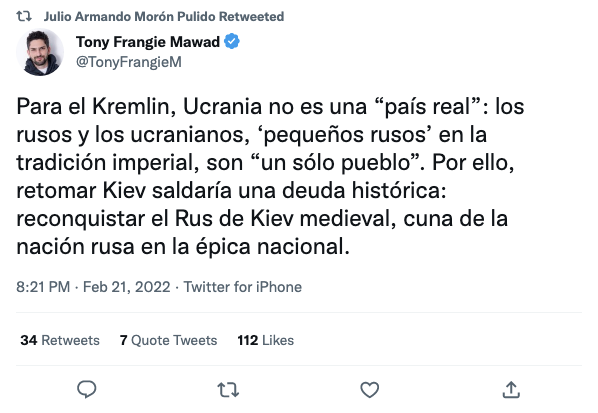 Julio Armando Morón Pulido Retweeted
Tony Frangie Mawad
@TonyFrangieM
Para el Kremlin, Ucrania no es una “país real”: los
rusos y los ucranianos, ‘pequeños rusos’ en la
tradición imperial, son “un sólo pueblo”. Por ello,
retomar Kiev saldaría una deuda histórica:
reconquistar el Rus de Kiev medieval, cuna de la
nación rusa en la épica nacional.
8:21 PM · Feb 21, 2022 · Twitter for iPhone
34 Retweets 7 Quote Tweets 112 Likes